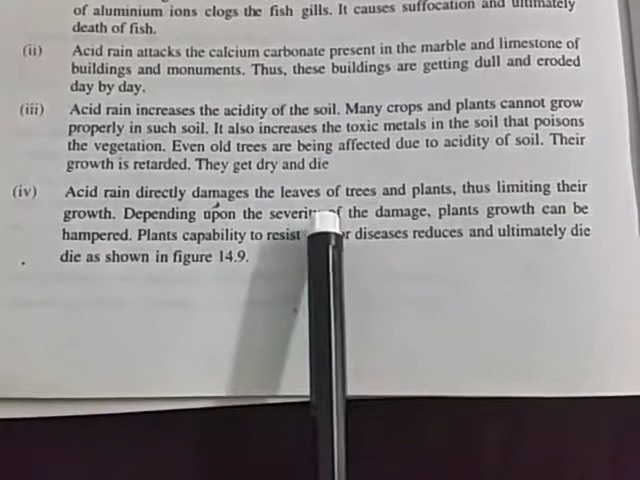 of aluminium ions clogs the fish gills. It causes suffocation and ultimately
death of fish.
(ii) Acid rain attacks the calcium carbonate present in the marble and limestone of
buildings and monuments. Thus, these buildings are getting dull and eroded
day by day.
(iii) Acid rain increases the acidity of the soil. Many crops and plants cannot grow
properly in such soil. It also increases the toxic metals in the soil that poisons
the vegetation. Even old trees are being affected due to acidity of soil. Their
growth is retarded. They get dry and die
(iv) Acid rain directly damages the leaves of trees and plants, thus limiting their
growth. Depending upon the severity of the damage, plants growth can be
hampered. Plants capability to resist diseases reduces and ultimately die
die as shown in figure 14.9.